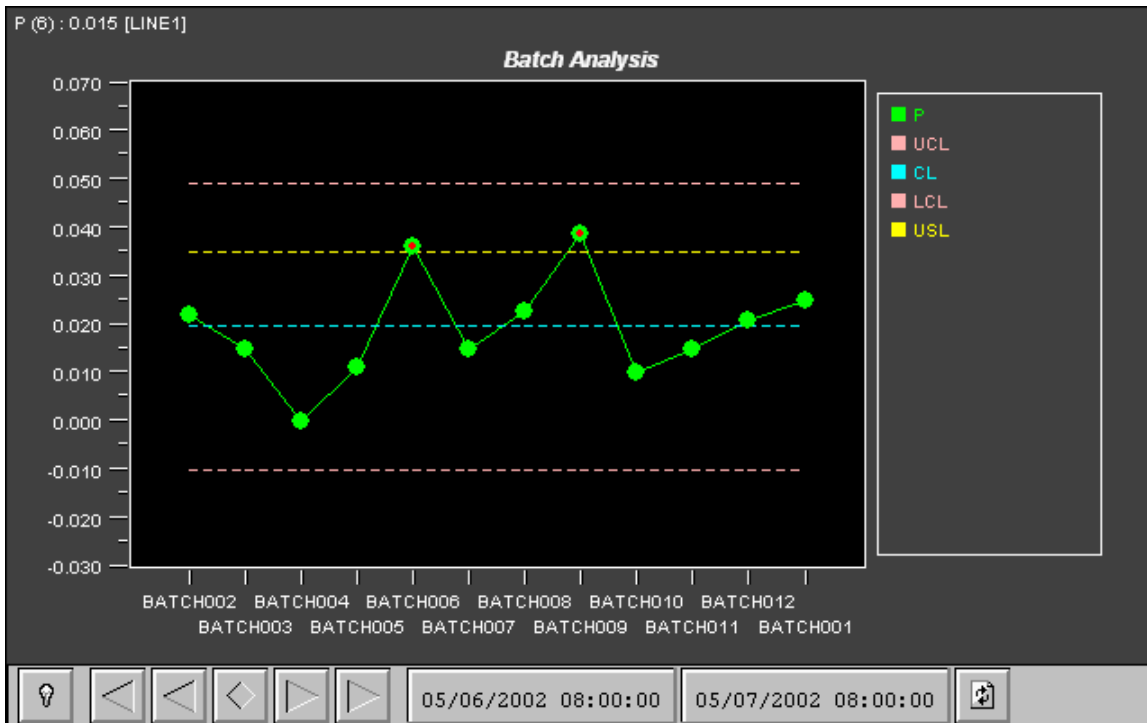 P (6) : 0.015 [LINE1]
Batch Analysis
0.070
0.060
0.050
0.040
0.030
0.020
0.010
0.000
-0.010
-0.020
-0.030
P
UCL
CL
LCL
USL
BATCH002 BATCH004 BATCH006 BATCH008 BATCH010 BATCH012
BATCH003 BATCH005 BATCH007 BATCH009 BATCH011 BATCH001
05/06/2002 08:00:00 05/07/2002 08:00:00